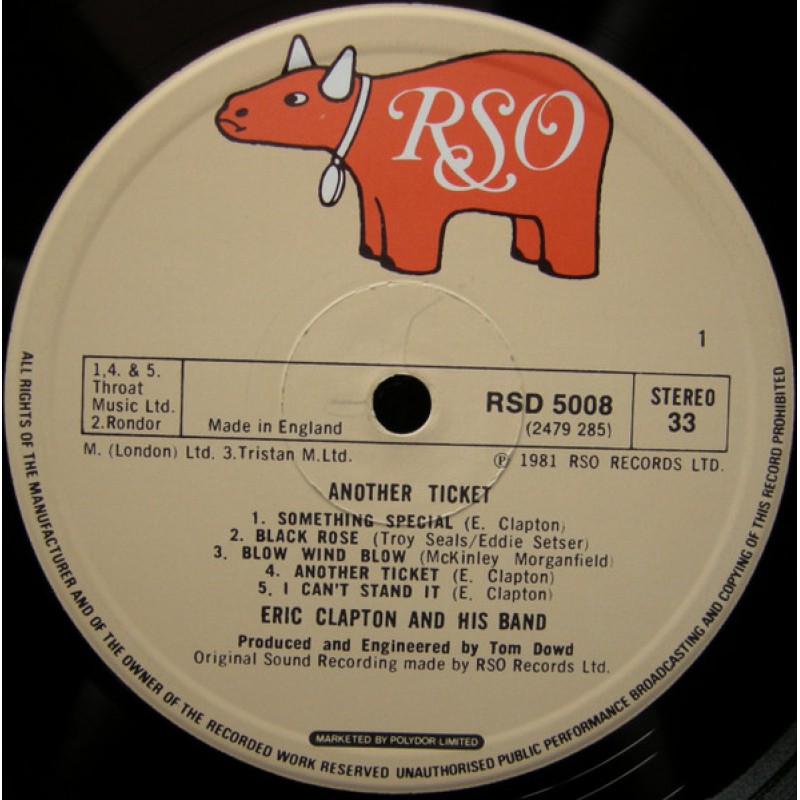 RSO
1
1,4. & 5.
Throat
Music Ltd.
2.Rondor
Made in England
RSD 5008
(2479 285)
STEREO
33
M. (London) Ltd. 3.Tristan M.Ltd.
℗ 1981 RSO RECORDS LTD.
ANOTHER TICKET
1. SOMETHING SPECIAL (E. Clapton)
2. BLACK ROSE (Troy Seals/Eddie Setser)
3. BLOW WIND BLOW (McKinley Morganfield)
4. ANOTHER TICKET (E. Clapton)
5. I CAN'T STAND IT (E. Clapton)
ERIC CLAPTON AND HIS BAND
Produced and Engineered by Tom Dowd
Original Sound Recording made by RSO Records Ltd.
MARKETED BY POLYDOR LIMITED
ALL RIGHTS OF THE MANUFACTURER AND OF THE OWNER OF THE RECORDED WORK RESERVED UNAUTHORISED PUBLIC PERFORMANCE BROADCASTING AND COPYING OF THIS RECORD PROHIBITED